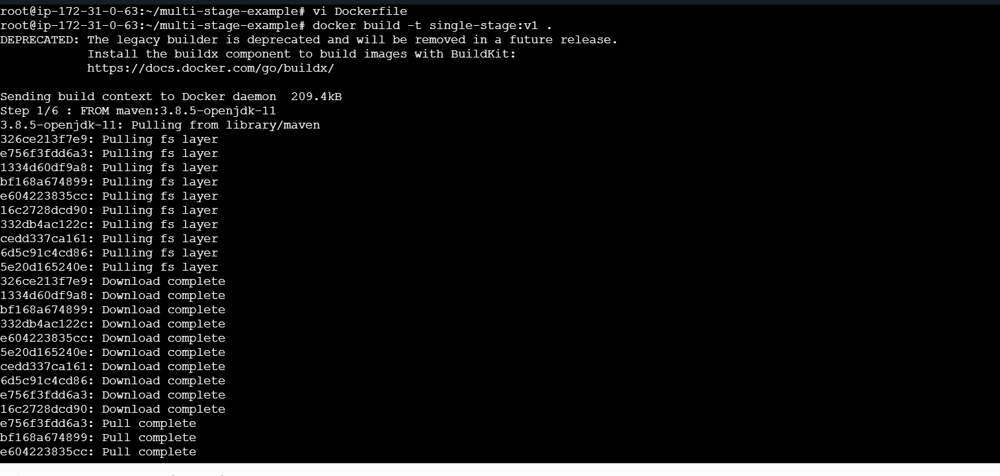 root@ip-172-31-0-63:~/multi-stage-example# vi Dockerfile
root@ip-172-31-0-63:~/multi-stage-example# docker build -t single-stage:v1 .
DEPRECATED: The legacy builder is deprecated and will be removed in a future release.
            Install the buildx component to build images with BuildKit:
            https://docs.docker.com/go/buildx/

Sending build context to Docker daemon  209.4kB
Step 1/6 : FROM maven:3.8.5-openjdk-11
3.8.5-openjdk-11: Pulling from library/maven
326ce213f7e9: Pulling fs layer
e756f3fdd6a3: Pulling fs layer
1334d60df9a8: Pulling fs layer
bf168a674899: Pulling fs layer
e604223835cc: Pulling fs layer
16c2728dcd90: Pulling fs layer
332db4ac122c: Pulling fs layer
cedd337ca161: Pulling fs layer
6d5c91c4cd86: Pulling fs layer
5e20d165240e: Pulling fs layer
326ce213f7e9: Download complete
1334d60df9a8: Download complete
bf168a674899: Download complete
332db4ac122c: Download complete
e604223835cc: Download complete
5e20d165240e: Download complete
cedd337ca161: Download complete
6d5c91c4cd86: Download complete
e756f3fdd6a3: Download complete
16c2728dcd90: Download complete
e756f3fdd6a3: Pull complete
bf168a674899: Pull complete
e604223835cc: Pull complete